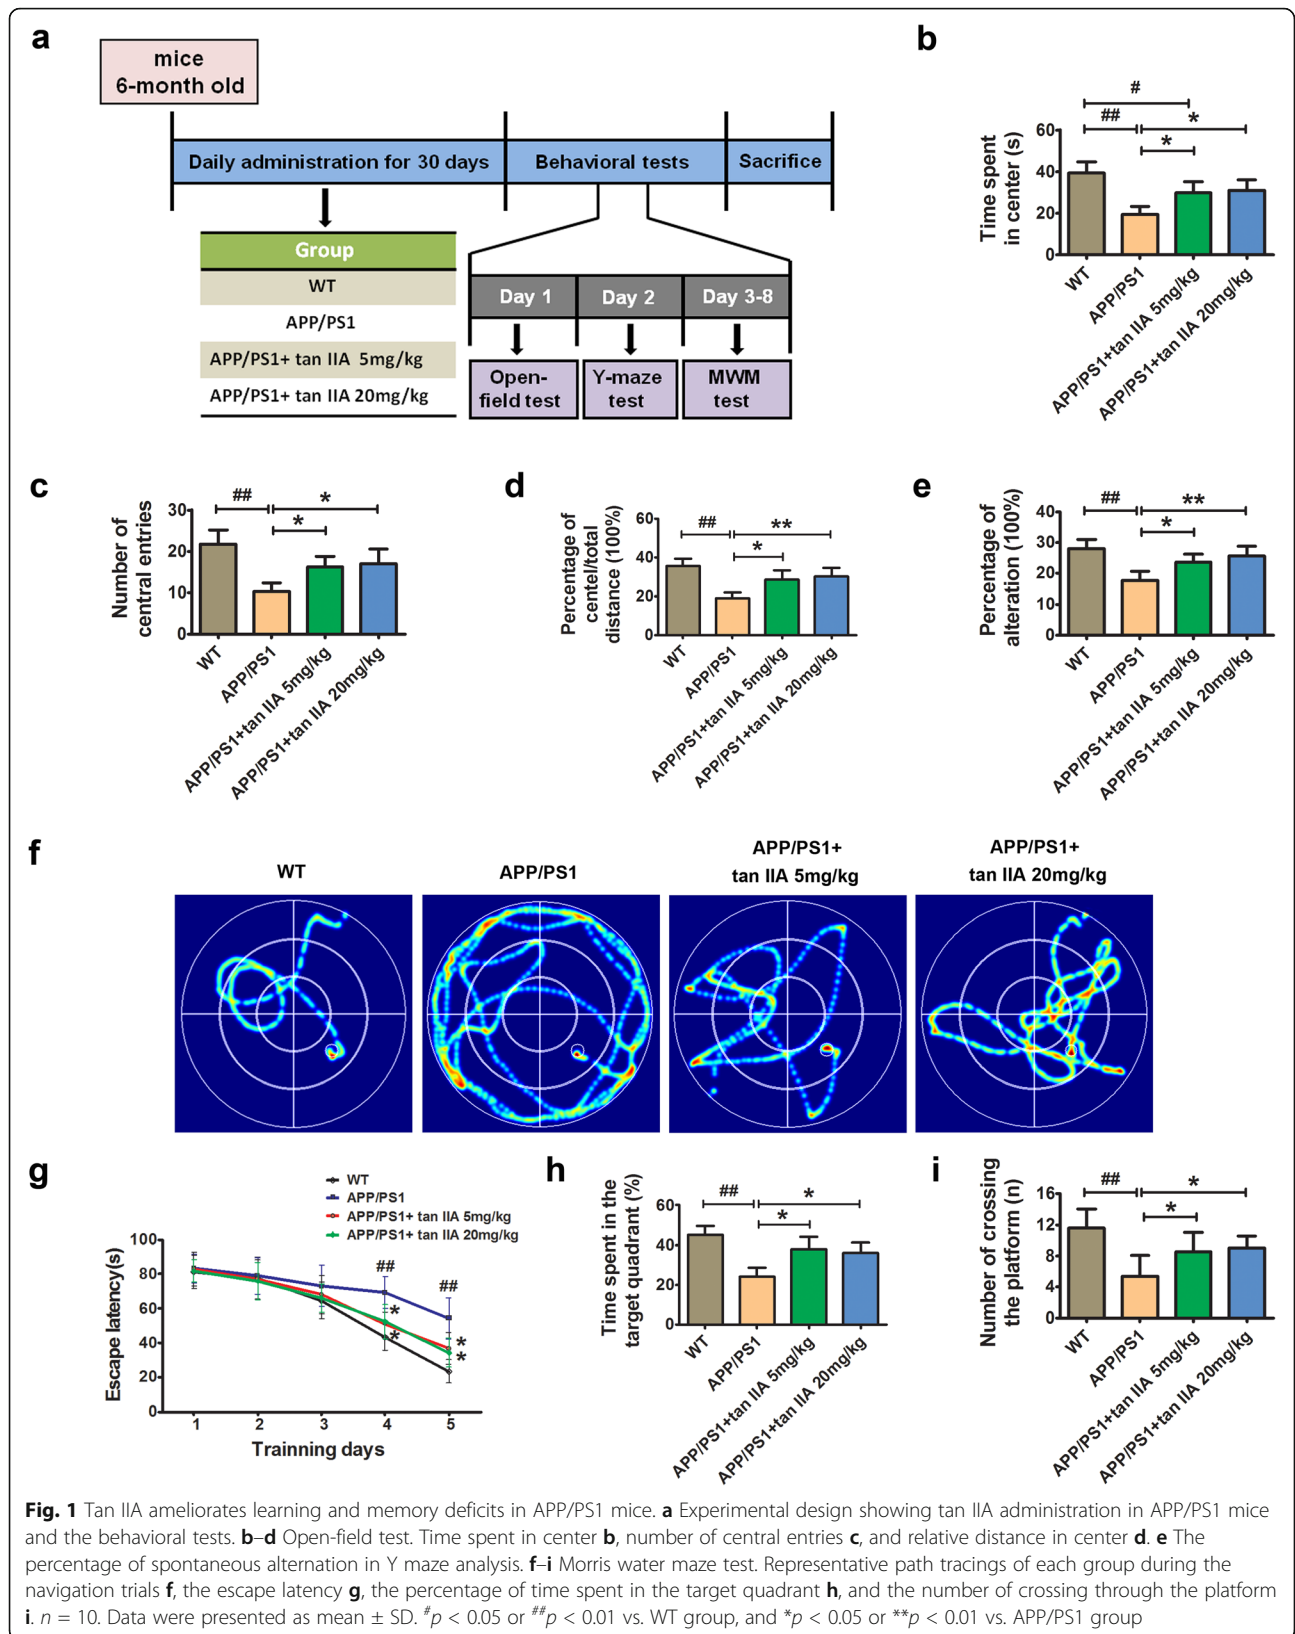 a
mice
6-month old
Daily administration for 30 days
Behavioral tests
Sacrifice
Group
WT
APP/PS1
APP/PS1+ tan IIA 5mg/kg
APP/PS1+ tan IIA 20mg/kg
Day 1
Day 2
Day 3-8
Open-
field test
Y-maze
test
MWM
test
b
Time spent
in center (s)
60
40
20
0
#
##
*
*
WT
APP/PS1
APP/PS1+tan IIA 5mg/kg
APP/PS1+tan IIA 20mg/kg
c
Number of
central entries
30
20
10
0
##
*
*
WT
APP/PS1
APP/PS1+tan IIA 5mg/kg
APP/PS1+tan IIA 20mg/kg
d
Percentage of
centel/total
distance (100%)
60
40
20
0
##
**
*
WT
APP/PS1
APP/PS1+tan IIA 5mg/kg
APP/PS1+tan IIA 20mg/kg
e
Percentage of
alteration (100%)
40
30
20
10
0
##
**
*
WT
APP/PS1
APP/PS1+tan IIA 5mg/kg
APP/PS1+tan IIA 20mg/kg
f
WT
APP/PS1
APP/PS1+
tan IIA 5mg/kg
APP/PS1+
tan IIA 20mg/kg
g
WT
APP/PS1
APP/PS1+ tan IIA 5mg/kg
APP/PS1+ tan IIA 20mg/kg
Escape latency(s)
100
80
60
40
20
0
##
##
*
*
*
*
1 2 3 4 5
Trainning days
h
Time spent in the
target quadrant (%)
60
40
20
0
##
*
*
WT
APP/PS1
APP/PS1+tan IIA 5mg/kg
APP/PS1+tan IIA 20mg/kg
i
Number of crossing
the platform (n)
16
12
8
4
0
##
*
*
WT
APP/PS1
APP/PS1+tan IIA 5mg/kg
APP/PS1+tan IIA 20mg/kg
Fig. 1 Tan IIA ameliorates learning and memory deficits in APP/PS1 mice. a Experimental design showing tan IIA administration in APP/PS1 mice
and the behavioral tests. b–d Open-field test. Time spent in center b, number of central entries c, and relative distance in center d. e The
percentage of spontaneous alternation in Y maze analysis. f–i Morris water maze test. Representative path tracings of each group during the
navigation trials f, the escape latency g, the percentage of time spent in the target quadrant h, and the number of crossing through the platform
i. n = 10. Data were presented as mean ± SD. #p < 0.05 or ##p < 0.01 vs. WT group, and *p < 0.05 or **p < 0.01 vs. APP/PS1 group